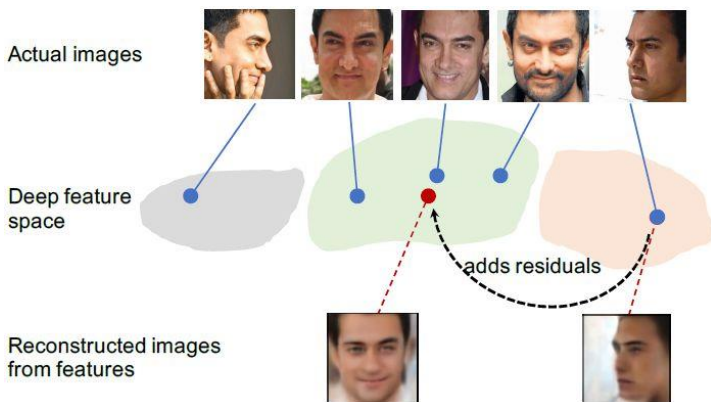 Actual images
Deep feature
space
adds residuals
Reconstructed images
from features